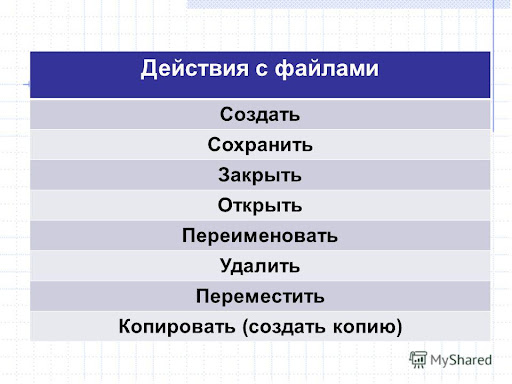 Действия с файлами
Создать
Сохранить
Закрыть
Открыть
Переименовать
Удалить
Переместить
Копировать (создать копию)
MyShared